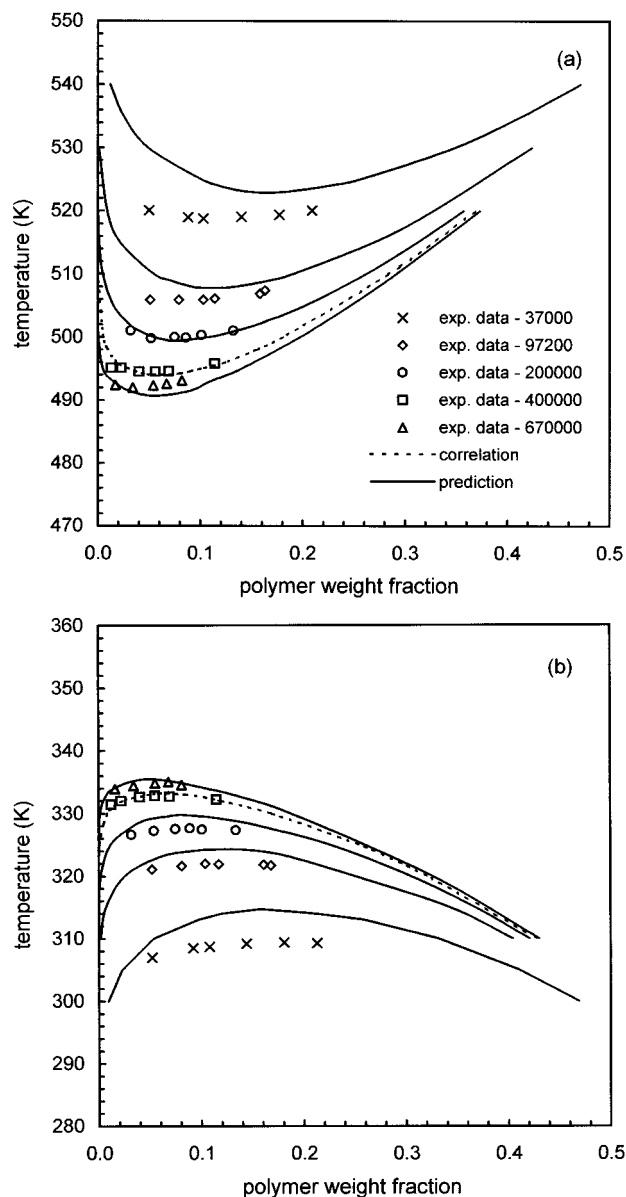 550
(a)
540
530
520
510
500
490
480
470
temperature (K)
exp. data - 37000
exp. data - 97200
exp. data - 200000
exp. data - 400000
exp. data - 670000
correlation
prediction
0.0 0.1 0.2 0.3 0.4 0.5
polymer weight fraction
360
(b)
350
340
330
320
310
300
290
280
temperature (K)
0.0 0.1 0.2 0.3 0.4 0.5
polymer weight fraction